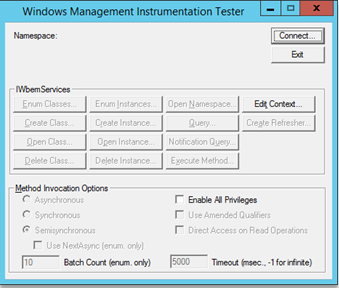 Windows Management Instrumentation Tester
Namespace:
Connect...
Exit
IWbemServices
Enum Classes... Enum Instances... Open Namespace... Edit Context...
Create Class... Create Instance... Query... Create Refresher...
Open Class... Open Instance... Notification Query...
Delete Class... Delete Instance... Execute Method...
Method Invocation Options
Asynchronous Enable All Privileges
Synchronous Use Amended Qualifiers
Semisynchronous Direct Access on Read Operations
Use NextAsync (enum. only)
10 Batch Count (enum. only) 5000 Timeout (msec., -1 for infinite)